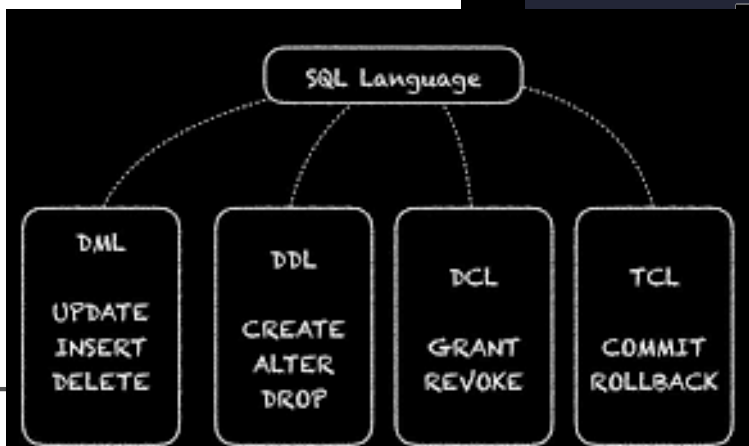 SQL Language
DML
UPDATE
INSERT
DELETE
DDL
CREATE
ALTER
DROP
DCL
GRANT
REVOKE
TCL
COMMIT
ROLLBACK